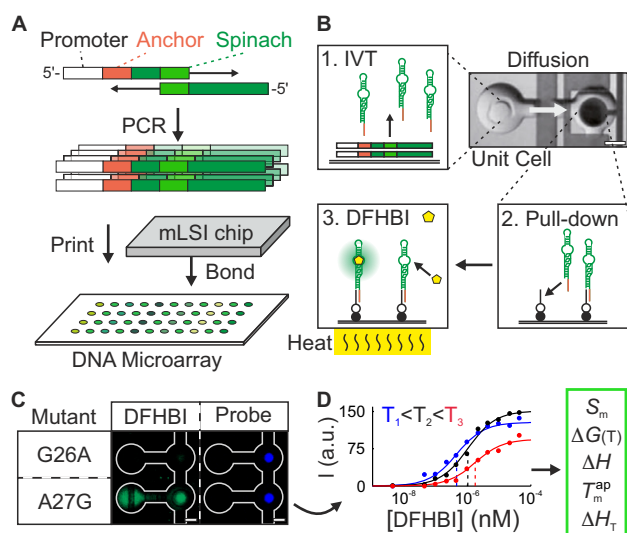 A
Promoter Anchor Spinach
5'-
-5'
PCR
Print
mLSI chip
Bond
DNA Microarray
B
1. IVT
Diffusion
Unit Cell
3. DFHBI
2. Pull-down
Heat
C
Mutant DFHBI Probe
G26A
A27G
D
T₁<T₂<T₃
I (a.u.)
150
75
0
10⁻⁸ 10⁻⁶ 10⁻⁴
[DFHBI] (nM)
Sₘ
ΔG(T)
ΔH
Tₘᵃᵖ
ΔH_T